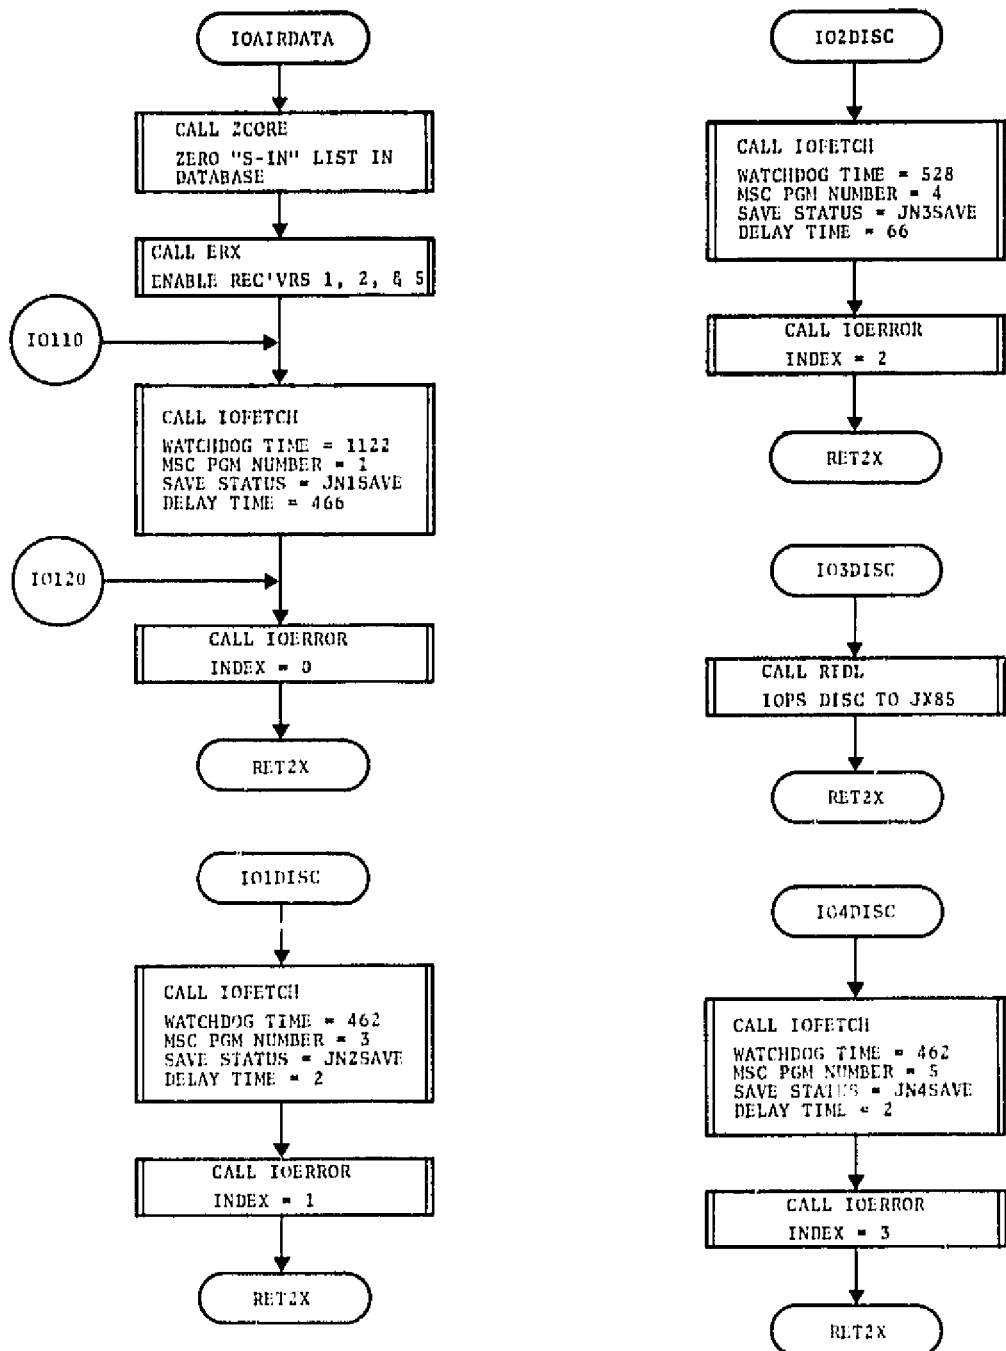 IOAIRDATA
CALL ZCORE
ZERO "S-IN" LIST IN
DATABASE
CALL ERX
ENABLE REC'VRS 1, 2, & 5
IO110
CALL IOFETCH
WATCHDOG TIME = 1122
MSC PGM NUMBER = 1
SAVE STATUS = JN1SAVE
DELAY TIME = 466
IO120
CALL IOERROR
INDEX = 0
RET2X
IO1DISC
CALL IOFETCH
WATCHDOG TIME = 462
MSC PGM NUMBER = 3
SAVE STATUS = JN2SAVE
DELAY TIME = 2
CALL IOERROR
INDEX = 1
RET2X
IO2DISC
CALL IOFETCH
WATCHDOG TIME = 528
MSC PGM NUMBER = 4
SAVE STATUS = JN3SAVE
DELAY TIME = 66
CALL IOERROR
INDEX = 2
RET2X
IO3DISC
CALL RTDL
IOPS DISC TO JX85
RET2X
IO4DISC
CALL IOFETCH
WATCHDOG TIME = 462
MSC PGM NUMBER = 5
SAVE STATUS = JN4SAVE
DELAY TIME = 2
CALL IOERROR
INDEX = 3
RET2X